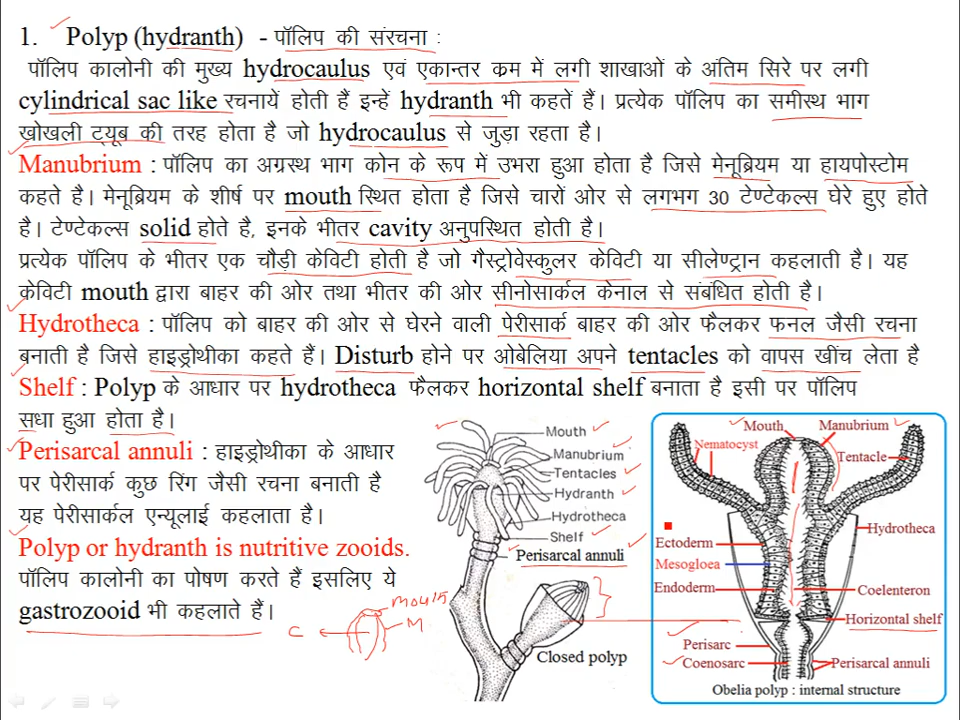 1. Polyp (hydranth) - पॉलिप की संरचना :
पॉलिप कालोनी की मुख्य hydrocaulus एवं एकान्तर क्रम में लगी शाखाओं के अंतिम सिरे पर लगी
cylindrical sac like रचनायें होती हैं इन्हें hydranth भी कहतें हैं। प्रत्येक पॉलिप का समीस्थ भाग
खोखली ट्यूब की तरह होता है जो hydrocaulus से जुड़ा रहता है।
Manubrium : पॉलिप का अग्रस्थ भाग कोन के रूप में उभरा हुआ होता है जिसे मेनूब्रियम या हायपोस्टोम
कहते है। मेनूब्रियम के शीर्ष पर mouth स्थित होता है जिसे चारों ओर से लगभग 30 टेण्टेकल्स घेरे हुए होते
है। टेण्टेकल्स solid होते है, इनके भीतर cavity अनुपस्थित होती है।
प्रत्येक पॉलिप के भीतर एक चौड़ी केविटी होती है जो गैस्ट्रोवेस्कुलर केविटी या सीलेण्ट्रान कहलाती है। यह
केविटी mouth द्वारा बाहर की ओर तथा भीतर की ओर सीनोसार्कल केनाल से संबंधित होती है।
Hydrotheca : पॉलिप को बाहर की ओर से घेरने वाली पेरीसार्क बाहर की ओर फैलकर फनल जैसी रचना
बनाती है जिसे हाइड्रोथीका कहते हैं। Disturb होने पर ओबेलिया अपने tentacles को वापस खींच लेता है
Shelf : Polyp के आधार पर hydrotheca फैलकर horizontal shelf बनाता है इसी पर पॉलिप
सधा हुआ होता है।
Perisarcal annuli : हाइड्रोथीका के आधार
पर पेरीसार्क कुछ रिंग जैसी रचना बनाती है
यह पेरीसार्कल एन्यूलाई कहलाता है।
Polyp or hydranth is nutritive zooids.
पॉलिप कालोनी का पोषण करते हैं इसलिए ये
gastrozooid भी कहलाते हैं।
Mouth
M
C
Mouth
Manubrium
Tentacles
Hydranth
Hydrotheca
Shelf
Perisarcal annuli
Closed polyp
Mouth
Manubrium
Nematocyst
Tentacle
Hydrotheca
Ectoderm
Mesogloea
Endoderm
Coelenteron
Horizontal shelf
Perisarc
Coenosarc
Perisarcal annuli
Obelia polyp : internal structure